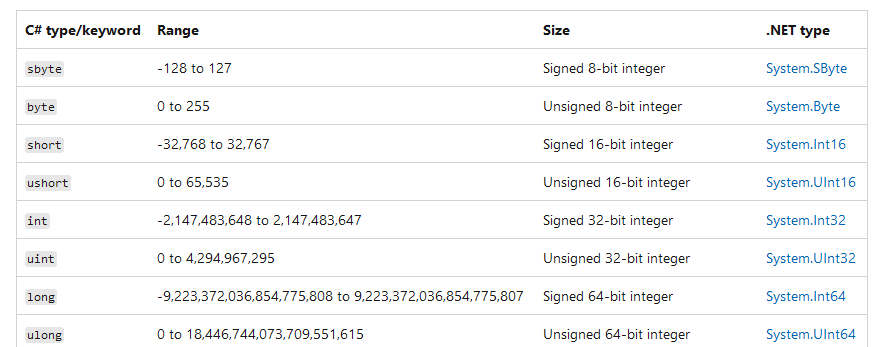 C# type/keyword Range Size .NET type
sbyte -128 to 127 Signed 8-bit integer System.SByte
byte 0 to 255 Unsigned 8-bit integer System.Byte
short -32,768 to 32,767 Signed 16-bit integer System.Int16
ushort 0 to 65,535 Unsigned 16-bit integer System.UInt16
int -2,147,483,648 to 2,147,483,647 Signed 32-bit integer System.Int32
uint 0 to 4,294,967,295 Unsigned 32-bit integer System.UInt32
long -9,223,372,036,854,775,808 to 9,223,372,036,854,775,807 Signed 64-bit integer System.Int64
ulong 0 to 18,446,744,073,709,551,615 Unsigned 64-bit integer System.UInt64